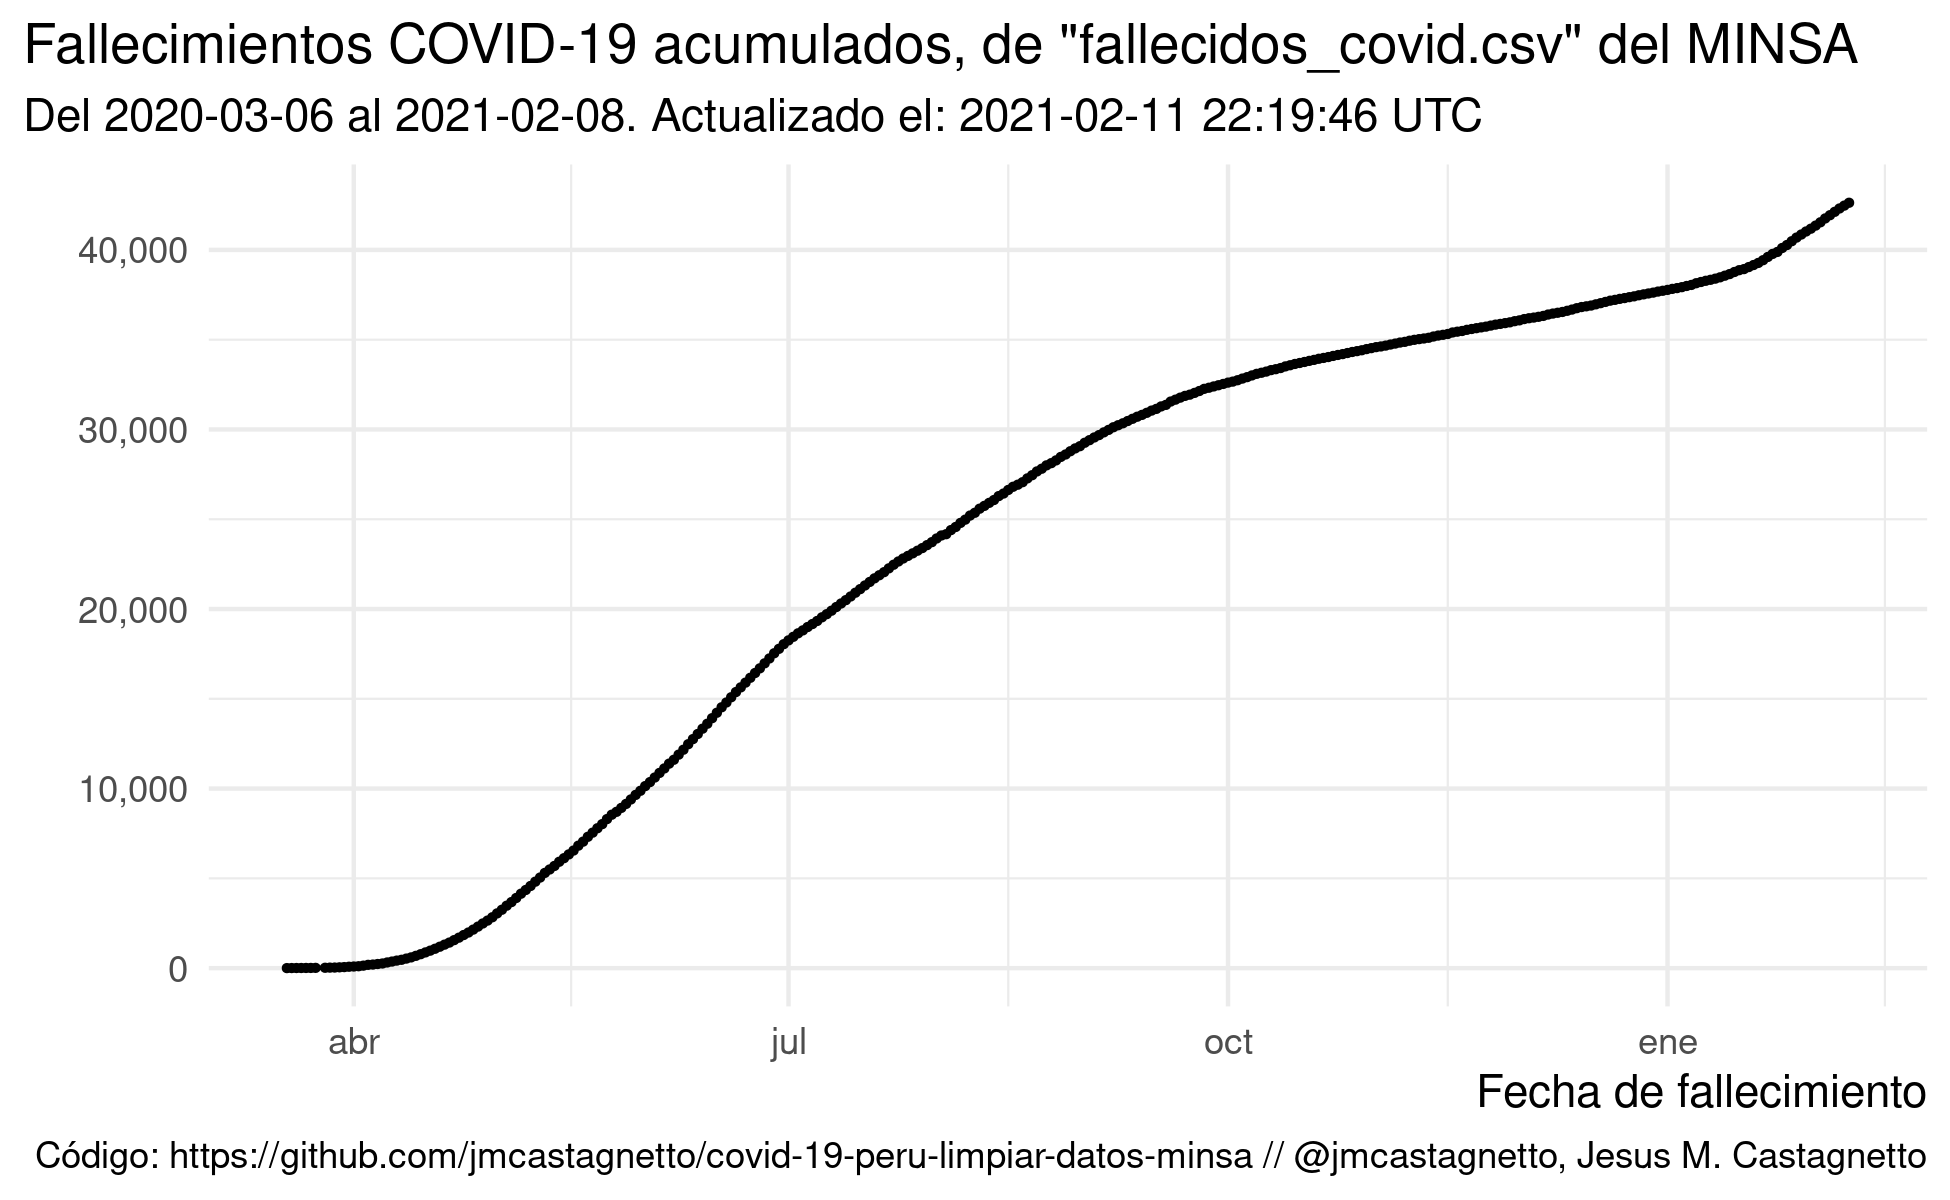 Fallecimientos COVID-19 acumulados, de "fallecidos_covid.csv" del MINSA
Del 2020-03-06 al 2021-02-08. Actualizado el: 2021-02-11 22:19:46 UTC
40,000
30,000
20,000
10,000
0
abr jul oct ene
Fecha de fallecimiento
Código: https://github.com/jmcastagnetto/covid-19-peru-limpiar-datos-minsa // @jmcastagnetto, Jesus M. Castagnetto